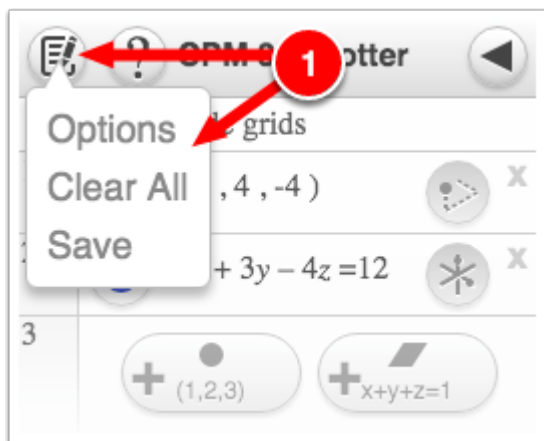 ? CPM 3 otter 1
Options
grids
Clear All
, 4 , -4 )
x
Save
+ 3y – 4z =12
x
3
+ (1,2,3)
+ x+y+z=1